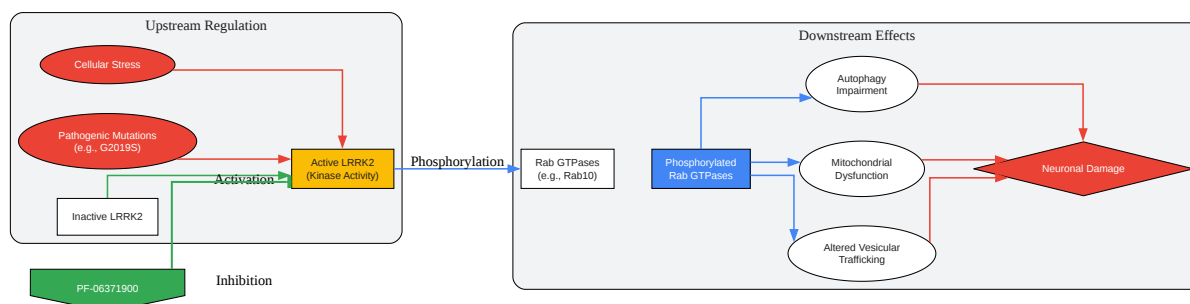 Upstream Regulation
Cellular Stress
Pathogenic Mutations
(e.g., G2019S)
Activation
Inactive LRRK2
Active LRRK2
(Kinase Activity)
PF-06371900
Inhibition
Phosphorylation
Downstream Effects
Rab GTPases
(e.g., Rab10)
Phosphorylated
Rab GTPases
Autophagy
Impairment
Mitochondrial
Dysfunction
Altered Vesicular
Trafficking
Neuronal Damage